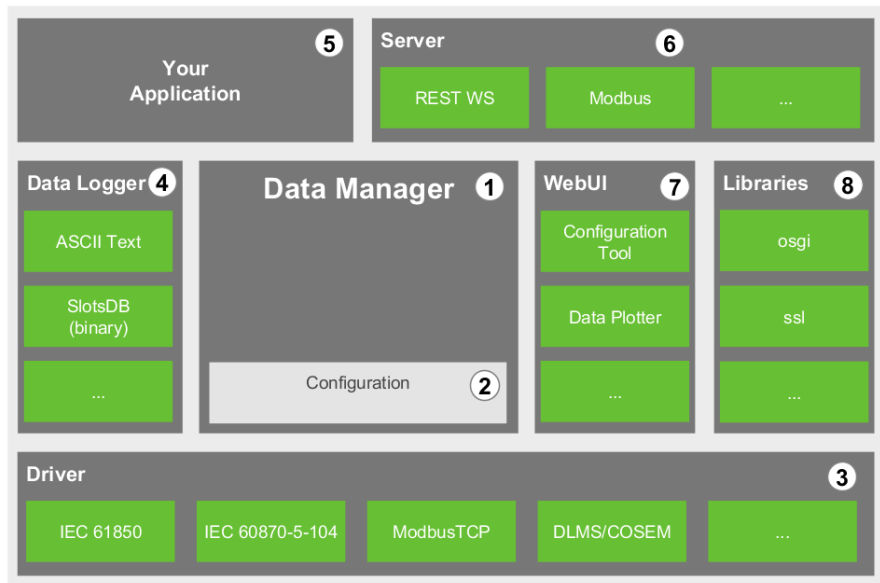 Your
Application
5
Server
6
REST WS
Modbus
...
Data Logger
4
ASCII Text
SlotsDB
(binary)
...
Data Manager
1
Configuration
2
WebUI
7
Configuration
Tool
Data Plotter
...
Libraries
8
osgi
ssl
...
Driver
3
IEC 61850
IEC 60870-5-104
ModbusTCP
DLMS/COSEM
...